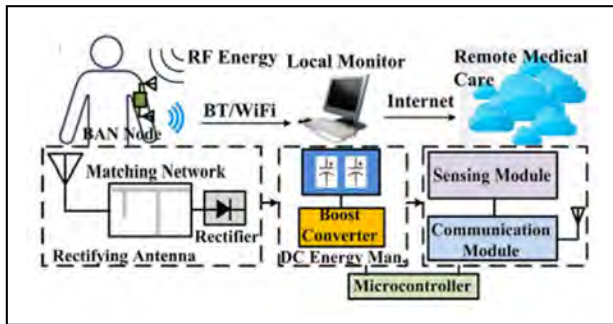 RF Energy
Local Monitor
Remote Medical
Care
BT/WiFi
Internet
BAN Node
Matching Network
Rectifier
Rectifying Antenna
Boost
Converter
DC Energy Man.
Sensing Module
Communication
Module
Microcontroller